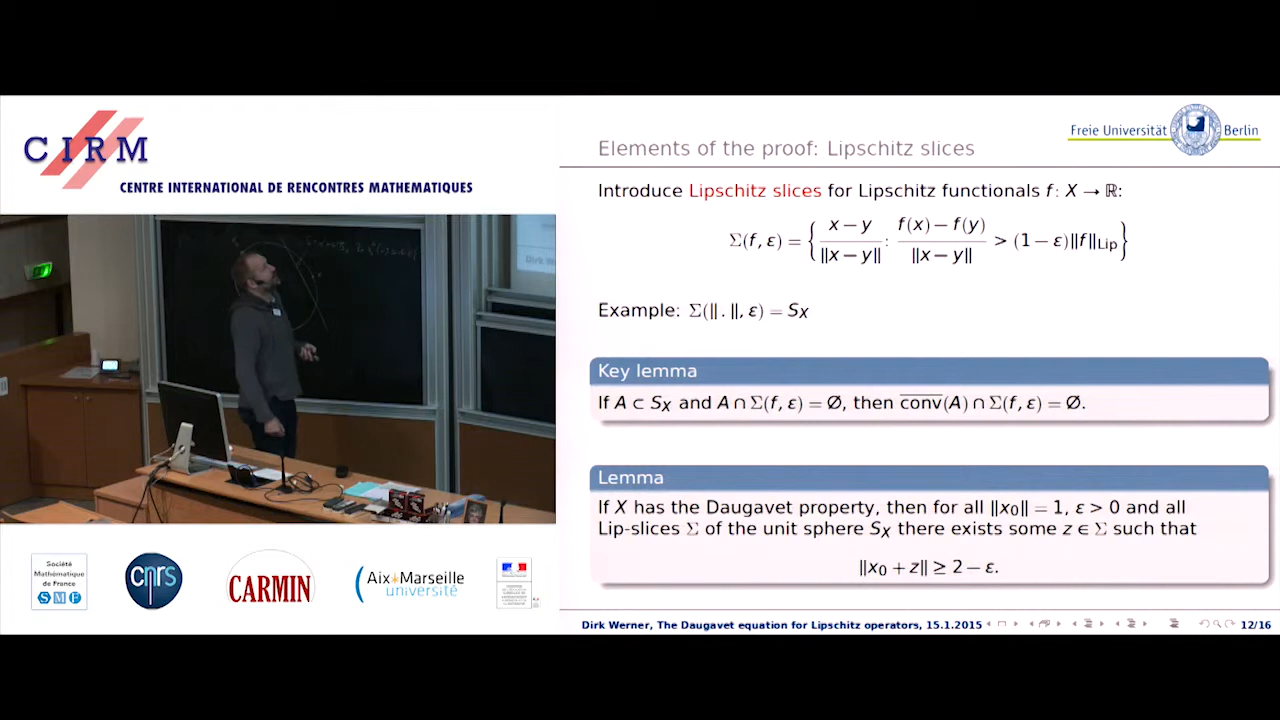 CIRM
CENTRE INTERNATIONAL DE RENCONTRES MATHEMATIQUES
Société
Mathématique
de France
SMF
cnrs
CARMIN
Aix*Marseille
université
Freie Universität Berlin
Elements of the proof: Lipschitz slices
Introduce Lipschitz slices for Lipschitz functionals f: X → ℝ:
Σ(f, ε) = { x − y / ‖x − y‖ : f(x) − f(y) / ‖x − y‖ > (1 − ε)‖f‖Lip }
Example: Σ(‖ . ‖, ε) = S_X
Key lemma
If A ⊂ S_X and A ∩ Σ(f, ε) = Ø, then c̅o̅n̅v̅(A) ∩ Σ(f, ε) = Ø.
Lemma
If X has the Daugavet property, then for all ‖x₀‖ = 1, ε > 0 and all
Lip-slices Σ of the unit sphere S_X there exists some z ∈ Σ such that
‖x₀ + z‖ ≥ 2 − ε.
Dirk Werner, The Daugavet equation for Lipschitz operators, 15.1.2015 12/16